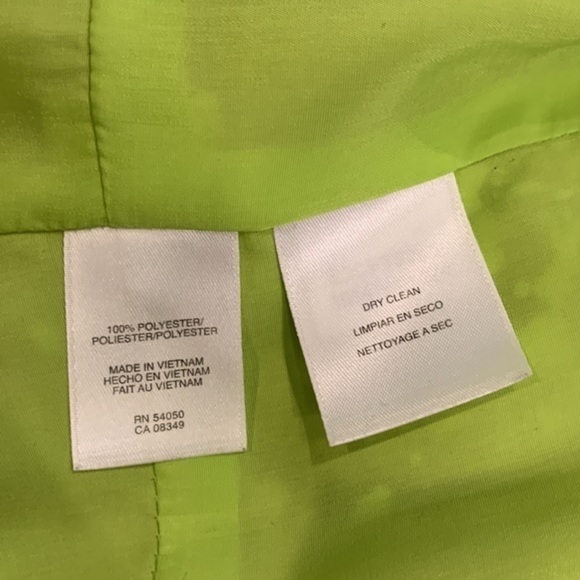 100% POLYESTER/
POLIESTER/POLYESTER
MADE IN VIETNAM
HECHO EN VIETNAM
FAIT AU VIETNAM
RN 54050
CA 08349
DRY CLEAN
LIMPIAR EN SECO
NETTOYAGE A SEC